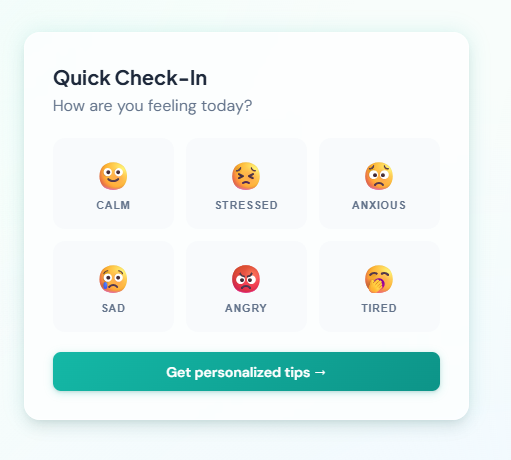 Quick Check-In
How are you feeling today?
CALM STRESSED ANXIOUS
SAD ANGRY TIRED
Get personalized tips →